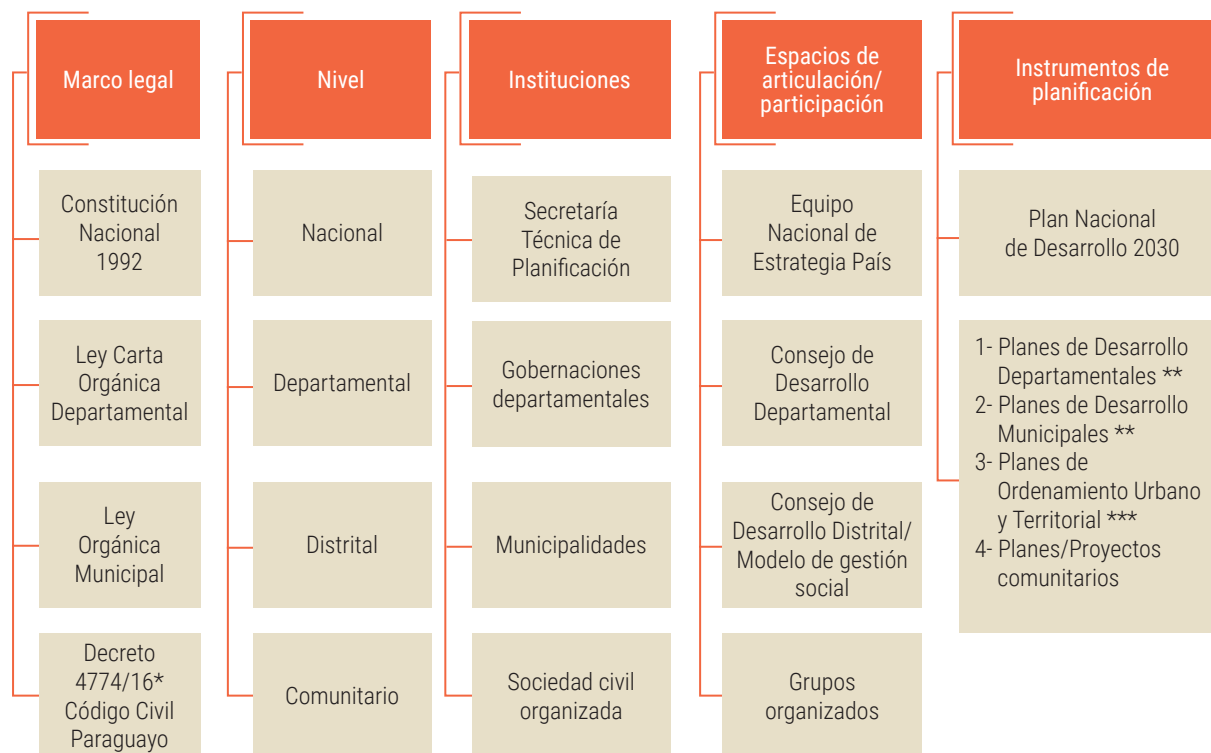 Marco legal
Constitución
Nacional
1992
Ley Carta
Orgánica
Departamental
Ley
Orgánica
Municipal
Decreto
4774/16*
Código Civil
Paraguayo
Nivel
Nacional
Departamental
Distrital
Comunitario
Instituciones
Secretaría
Técnica de
Planificación
Gobernaciones
departamentales
Municipalidades
Sociedad civil
organizada
Espacios de
articulación/
participación
Equipo
Nacional de
Estrategia País
Consejo de
Desarrollo
Departamental
Consejo de
Desarrollo Distrital/
Modelo de gestión
social
Grupos
organizados
Instrumentos de
planificación
Plan Nacional
de Desarrollo 2030
1- Planes de Desarrollo
Departamentales **
2- Planes de Desarrollo
Municipales **
3- Planes de
Ordenamiento Urbano
y Territorial ***
4- Planes/Proyectos
comunitarios